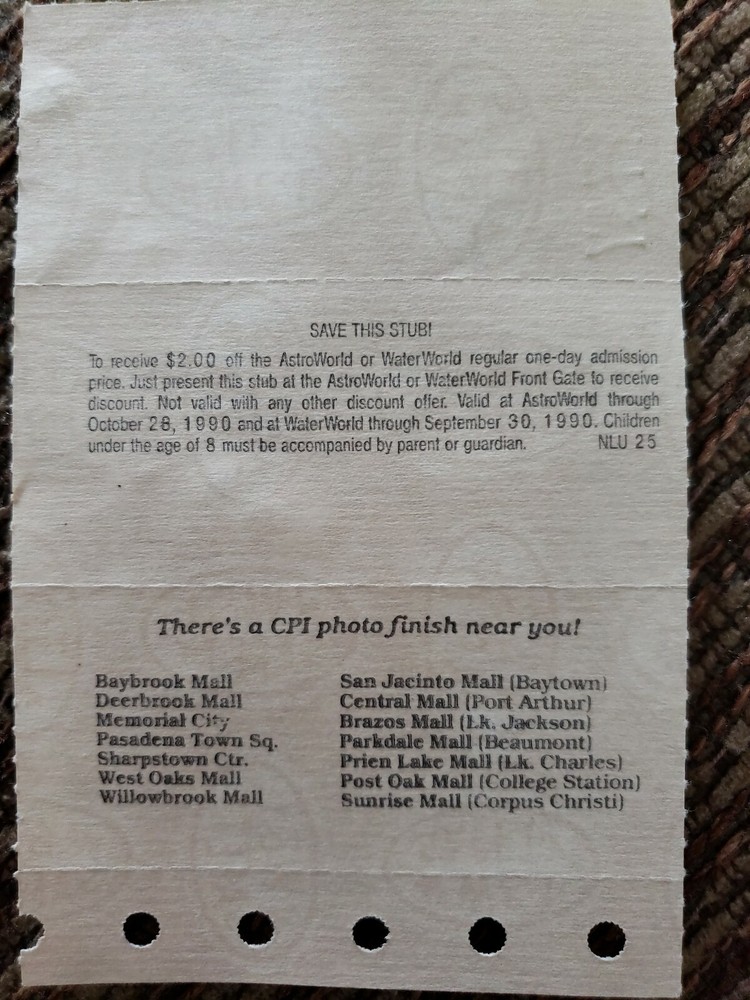 SAVE THIS STUB!
To receive $2.00 off the AstroWorld or WaterWorld regular one-day admission
price. Just present this stub at the AstroWorld or WaterWorld Front Gate to receive
discount. Not valid with any other discount offer. Valid at AstroWorld through
October 28, 1990 and at WaterWorld through September 30, 1990. Children
under the age of 8 must be accompanied by parent or guardian. NLU 25
There's a CPI photo finish near you!
Baybrook Mall
Deerbrook Mall
Memorial City
Pasadena Town Sq.
Sharpstown Ctr.
West Oaks Mall
Willowbrook Mall
San Jacinto Mall (Baytown)
Central Mall (Port Arthur)
Brazos Mall (Lk. Jackson)
Parkdale Mall (Beaumont)
Prien Lake Mall (Lk. Charles)
Post Oak Mall (College Station)
Sunrise Mall (Corpus Christi)